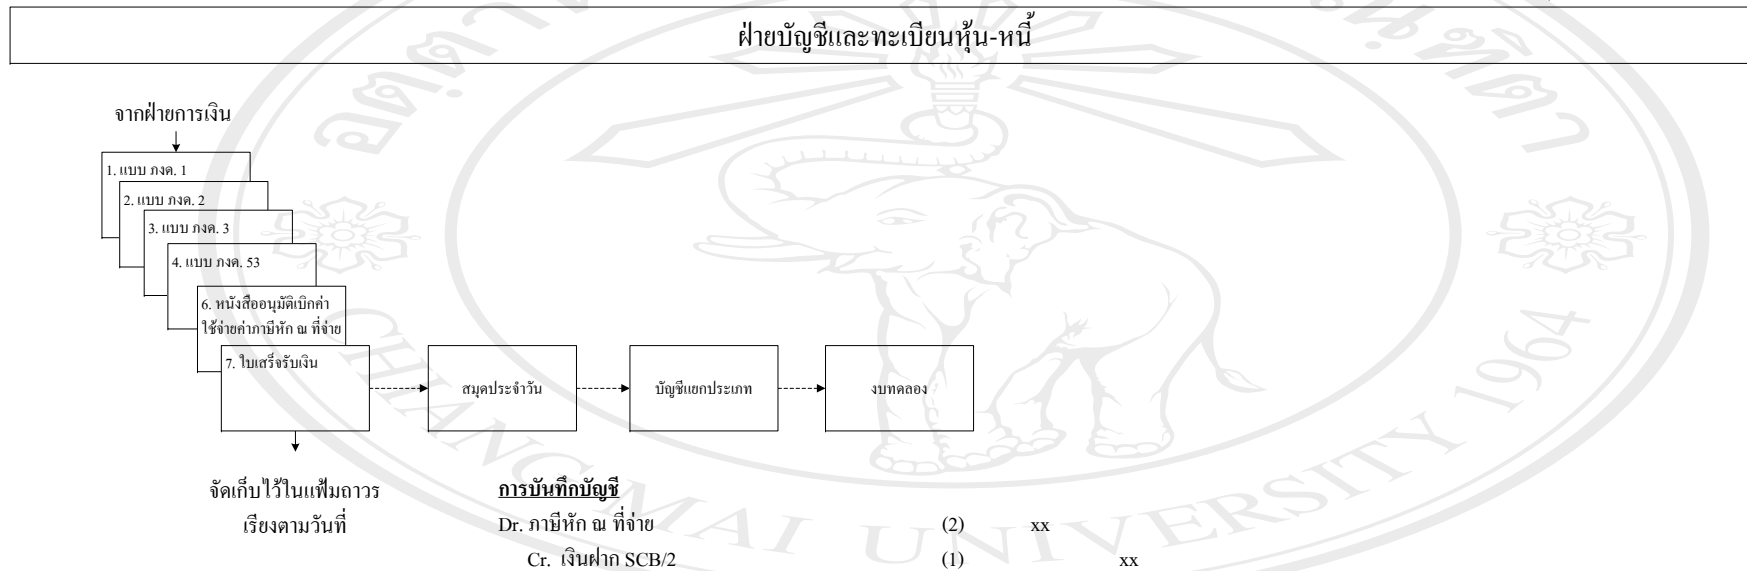 ฝ่ายบัญชีและทะเบียนหุ้น-หนี้
จากฝ่ายการเงิน
1. แบบ ภงด. 1
2. แบบ ภงด. 2
3. แบบ ภงด. 3
4. แบบ ภงด. 53
6. หนังสืออนุมัติเบิกค่า
ใช้จ่ายค่าภาษีหัก ณ ที่จ่าย
7. ใบเสร็จรับเงิน
สมุดประจำวัน
บัญชีแยกประเภท
งบทดลอง
จัดเก็บไว้ในแฟ้มถาวร
เรียงตามวันที่
การบันทึกบัญชี
Dr. ภาษีหัก ณ ที่จ่าย (2) xx
Cr. เงินฝาก SCB/2 (1) xx
CHIANG MAI UNIVERSITY 1964